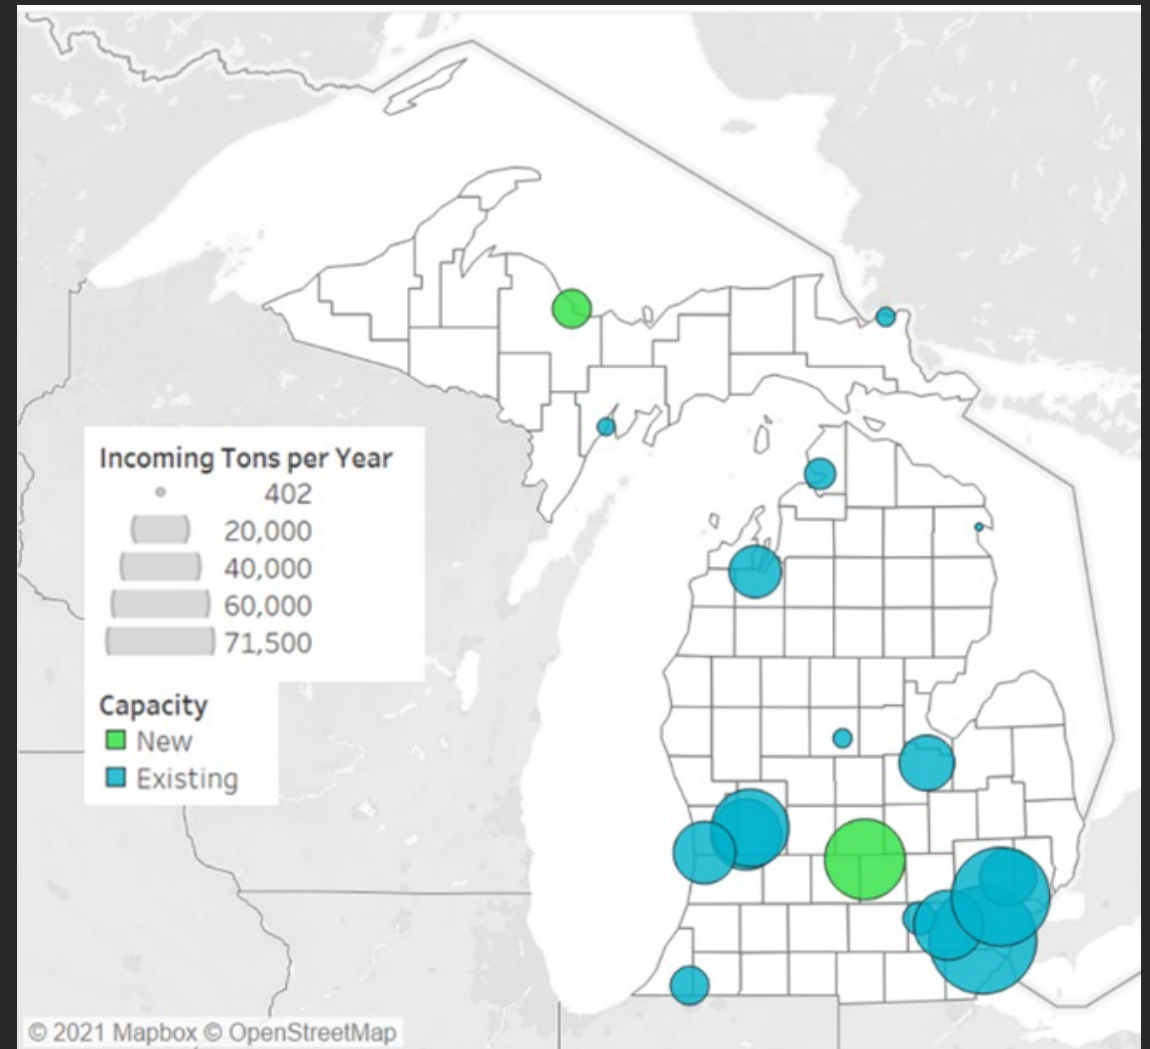 Incoming Tons per Year
402
20,000
40,000
60,000
71,500
Capacity
New
Existing
© 2021 Mapbox © OpenStreetMap